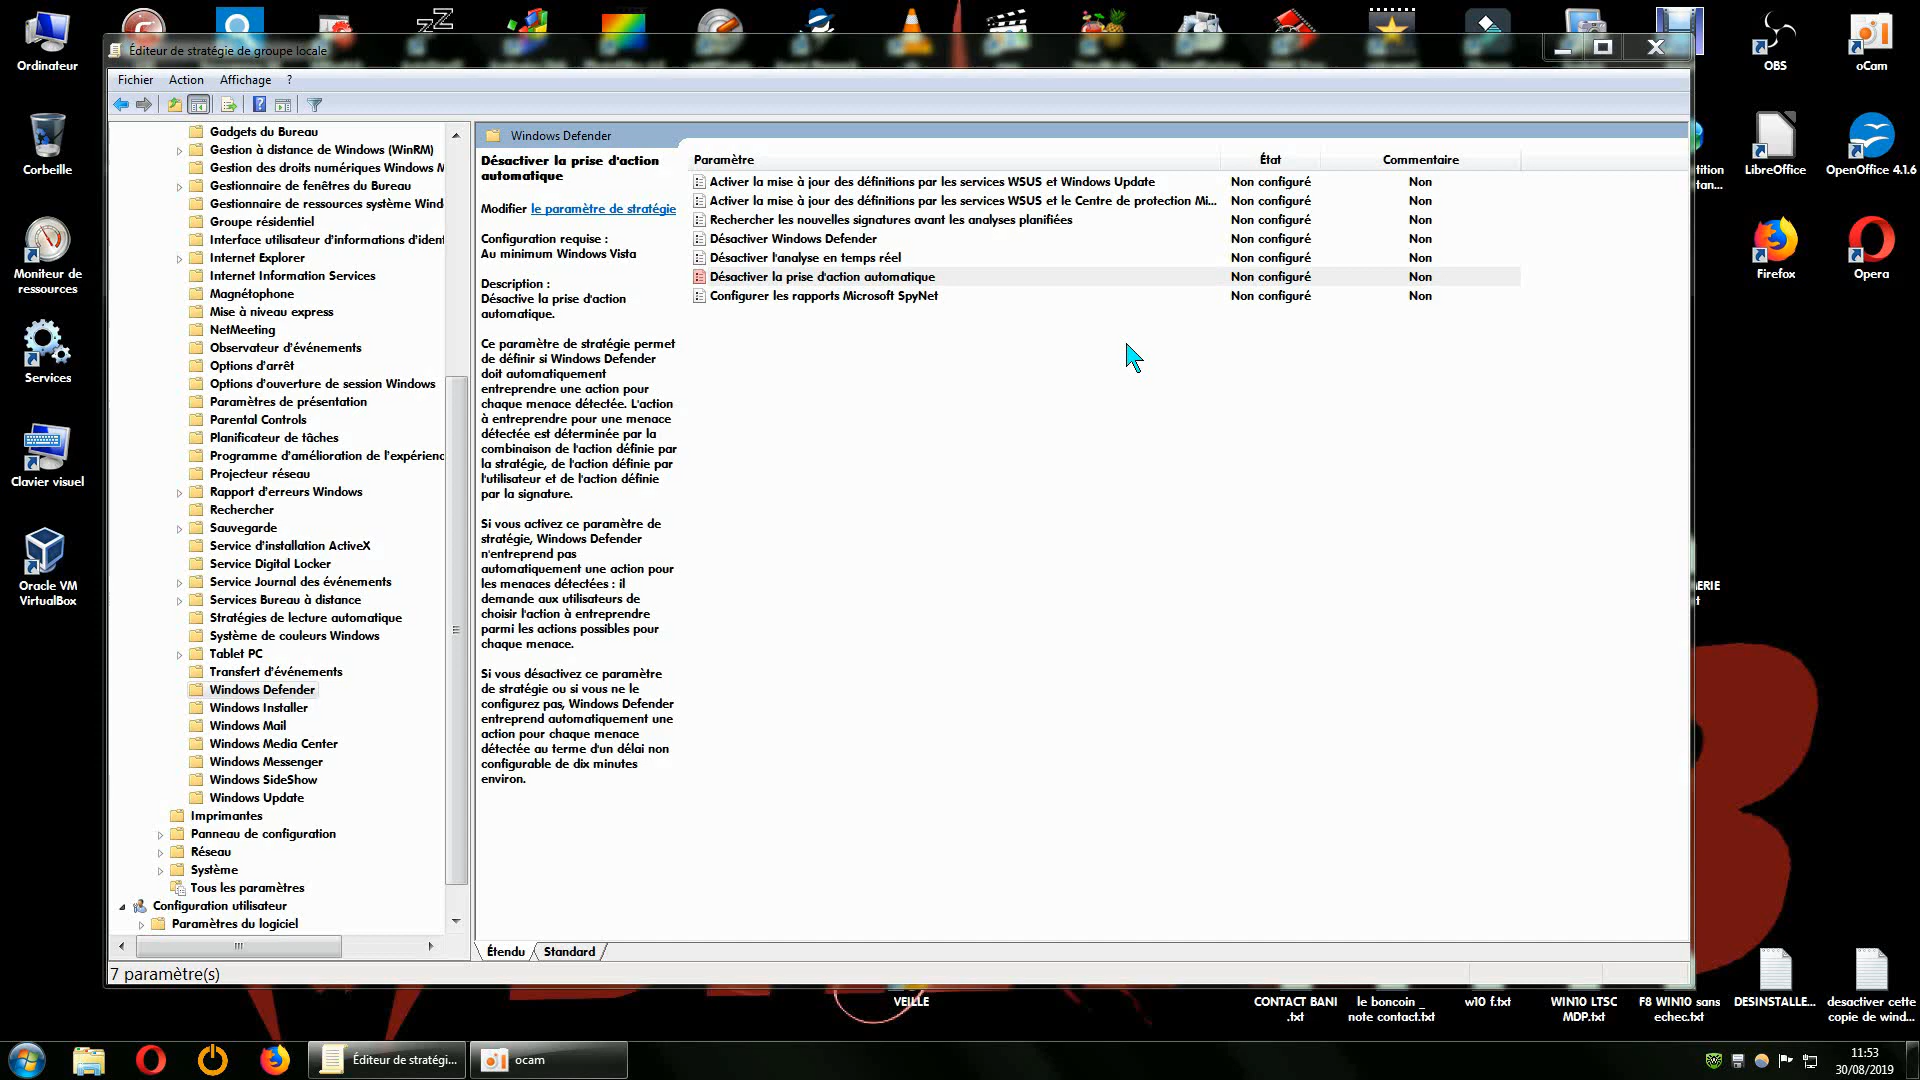 Ordinateur
Corbeille
Moniteur de
ressources
Services
Clavier visuel
Oracle VM
VirtualBox
Éditeur de stratégie de groupe locale
Fichier Action Affichage ?
Gadgets du Bureau
Gestion à distance de Windows (WinRM)
Gestion des droits numériques Windows M
Gestionnaire de fenêtres du Bureau
Gestionnaire de ressources système Wind
Groupe résidentiel
Interface utilisateur d'informations d'ident
Internet Explorer
Internet Information Services
Magnétophone
Mise à niveau express
NetMeeting
Observateur d'événements
Options d'arrêt
Options d'ouverture de session Windows
Paramètres de présentation
Parental Controls
Planificateur de tâches
Programme d'amélioration de l'expérienc
Projecteur réseau
Rapport d'erreurs Windows
Rechercher
Sauvegarde
Service d'installation ActiveX
Service Digital Locker
Service Journal des événements
Services Bureau à distance
Stratégies de lecture automatique
Système de couleurs Windows
Tablet PC
Transfert d'événements
Windows Defender
Windows Installer
Windows Mail
Windows Media Center
Windows Messenger
Windows SideShow
Windows Update
Imprimantes
Panneau de configuration
Réseau
Système
Tous les paramètres
Configuration utilisateur
Paramètres du logiciel
7 paramètre(s)
Windows Defender
Désactiver la prise d'action
automatique
Modifier le paramètre de stratégie
Configuration requise :
Au minimum Windows Vista
Description :
Désactive la prise d'action
automatique.
Ce paramètre de stratégie permet
de définir si Windows Defender
doit automatiquement
entreprendre une action pour
chaque menace détectée. L'action
à entreprendre pour une menace
détectée est déterminée par la
combinaison de l'action définie par
la stratégie, de l'action définie par
l'utilisateur et de l'action définie
par la signature.
Si vous activez ce paramètre de
stratégie, Windows Defender
n'entreprend pas
automatiquement une action pour
les menaces détectées : il
demande aux utilisateurs de
choisir l'action à entreprendre
parmi les actions possibles pour
chaque menace.
Si vous désactivez ce paramètre
de stratégie ou si vous ne le
configurez pas, Windows Defender
entreprend automatiquement une
action pour chaque menace
détectée au terme d'un délai non
configurable de dix minutes
environ.
Paramètre État Commentaire
Activer la mise à jour des définitions par les services WSUS et Windows Update Non configuré Non
Activer la mise à jour des définitions par les services WSUS et le Centre de protection Mi... Non configuré Non
Rechercher les nouvelles signatures avant les analyses planifiées Non configuré Non
Désactiver Windows Defender Non configuré Non
Désactiver l'analyse en temps réel Non configuré Non
Désactiver la prise d'action automatique Non configuré Non
Configurer les rapports Microsoft SpyNet Non configuré Non
Étendu Standard
OBS
oCam
tition
tan...
LibreOffice
OpenOffice 4.1.6
Firefox
Opera
ERIE
t
VEILLE
CONTACT BANI
.txt
le boncoin _
note contact.txt
w10 f.txt
WIN10 LTSC
MDP.txt
F8 WIN10 sans
echec.txt
DESINSTALLE...
desactiver cette
copie de wind...
Éditeur de stratégi...
ocam
11:53
30/08/2019